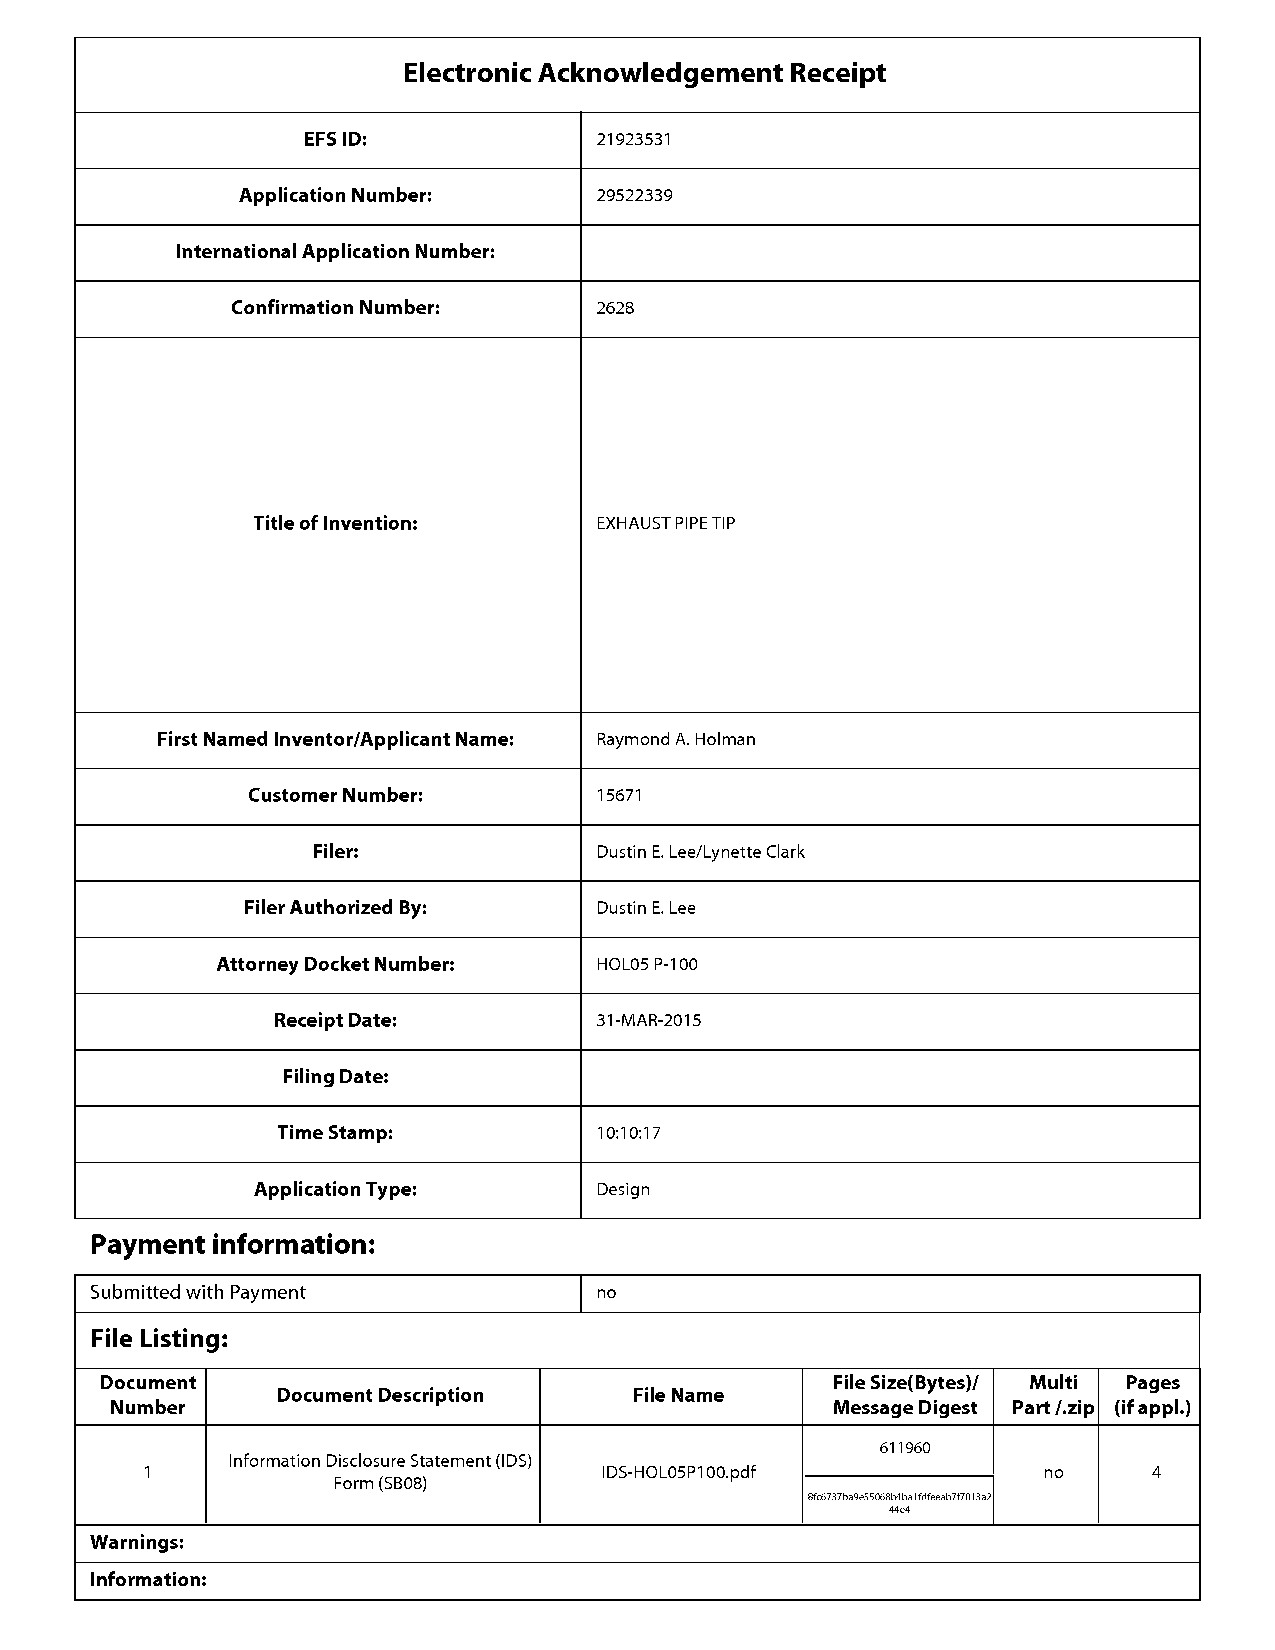 Electronic Acknowledgement Receipt
EFS ID: 21923531
Application Number: 29522339
International Application Number:
Confirmation Number: 2628
Title of Invention: EXHAUST PIPE TIP
First Named Inventor/Applicant Name: Raymond A. Holman
Customer Number: 15671
Filer: Dustin E. Lee/Lynette Clark
Filer Authorized By: Dustin E. Lee
Attorney Docket Number: HOL05 P-100
Receipt Date: 31-MAR-2015
Filing Date:
Time Stamp: 10:10:17
Application Type: Design
Payment information:
Submitted with Payment no
File Listing:
Document Number Document Description File Name File Size(Bytes)/ Message Digest Multi Part /.zip Pages (if appl.)
1 Information Disclosure Statement (IDS) Form (SB08) IDS-HOL05P100.pdf 611960 no 4
Warnings:
Information: